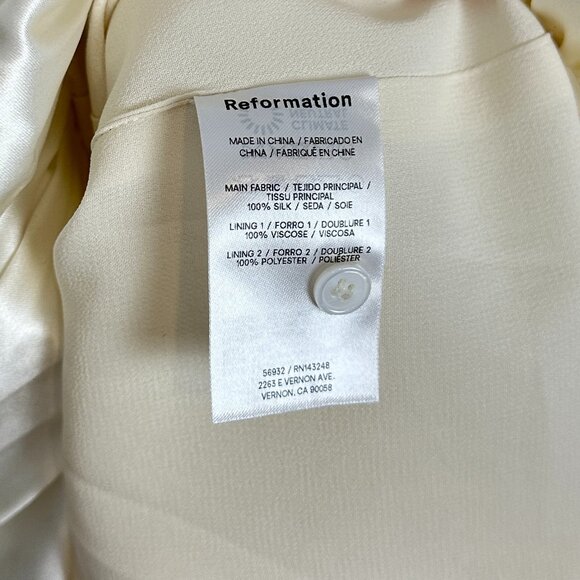 Reformation
NEUTRAL
CLIMATE
MADE IN CHINA / FABRICADO EN
CHINA / FABRIQUÉ EN CHINE
MAIN FABRIC / TEJIDO PRINCIPAL /
TISSU PRINCIPAL
100% SILK / SEDA / SOIE
LINING 1 / FORRO 1 / DOUBLURE 1
100% VISCOSE / VISCOSA
LINING 2 / FORRO 2 / DOUBLURE 2
100% POLYESTER / POLIÉSTER
56932 / RN143248
2263 E VERNON AVE.
VERNON, CA 90058